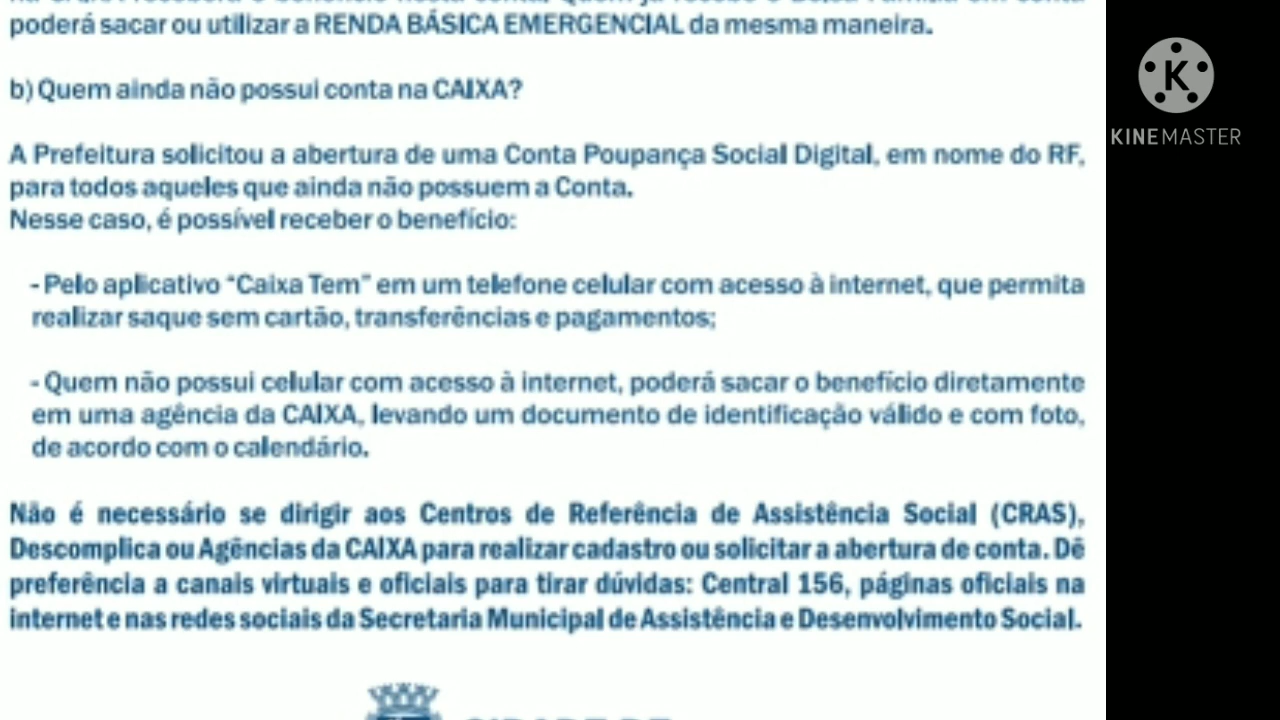 poderá sacar ou utilizar a RENDA BÁSICA EMERGENCIAL da mesma maneira.
b) Quem ainda não possui conta na CAIXA?
A Prefeitura solicitou a abertura de uma Conta Poupança Social Digital, em nome do RF,
para todos aqueles que ainda não possuem a Conta.
Nesse caso, é possível receber o benefício:
- Pelo aplicativo “Caixa Tem” em um telefone celular com acesso à internet, que permita
realizar saque sem cartão, transferências e pagamentos;
- Quem não possui celular com acesso à internet, poderá sacar o benefício diretamente
em uma agência da CAIXA, levando um documento de identificação válido e com foto,
de acordo com o calendário.
Não é necessário se dirigir aos Centros de Referência de Assistência Social (CRAS),
Descomplica ou Agências da CAIXA para realizar cadastro ou solicitar a abertura de conta. Dê
preferência a canais virtuais e oficiais para tirar dúvidas: Central 156, páginas oficiais na
internet e nas redes sociais da Secretaria Municipal de Assistência e Desenvolvimento Social.
K
KINEMASTER